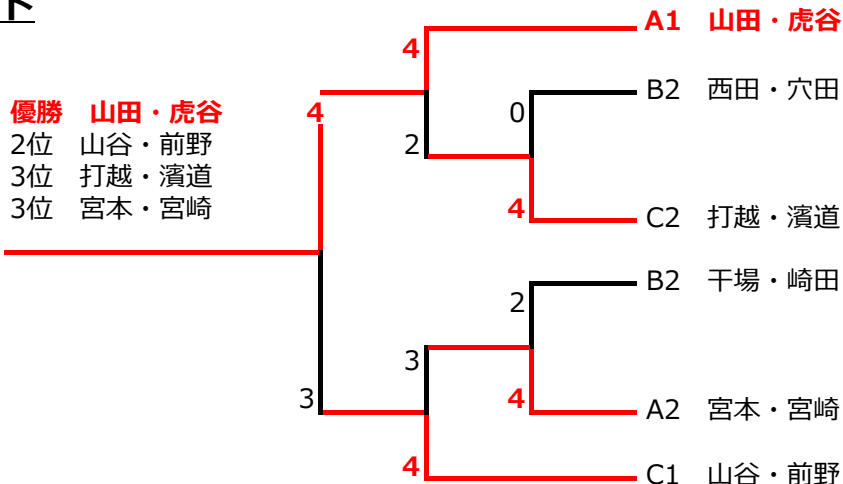 ド
A1 山田・虎谷
4
B2 西田・穴田
優勝 山田・虎谷
4
0
2位 山谷・前野
2
3位 打越・濱道
3位 宮本・宮崎
4
C2 打越・濱道
B2 干場・崎田
2
3
3
4
A2 宮本・宮崎
4
C1 山谷・前野